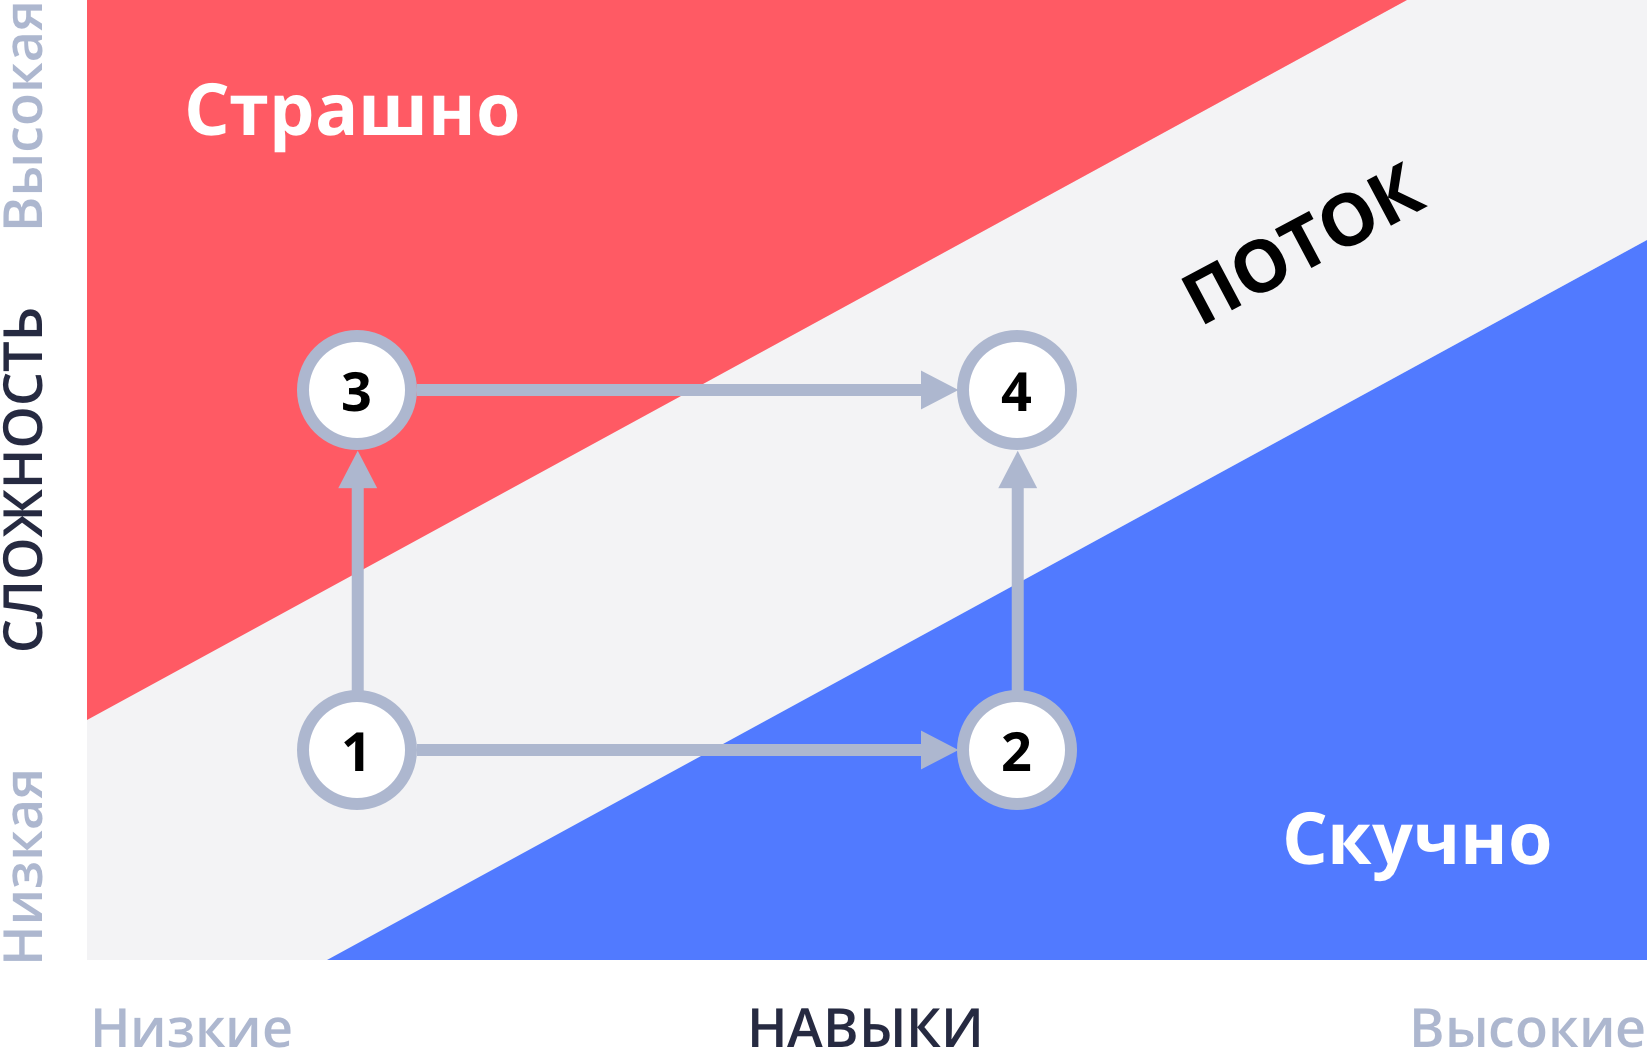 Высокая
СЛОЖНОСТЬ
Низкая
Страшно
ПОТОК
3
4
1
2
Скучно
Низкие
НАВЫКИ
Высокие